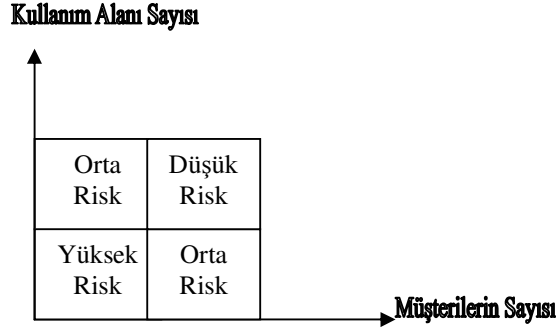 Kullanım Alanı Sayısı
Orta
Risk
Düşük
Risk
Yüksek
Risk
Orta
Risk
Müşterilerin Sayısı